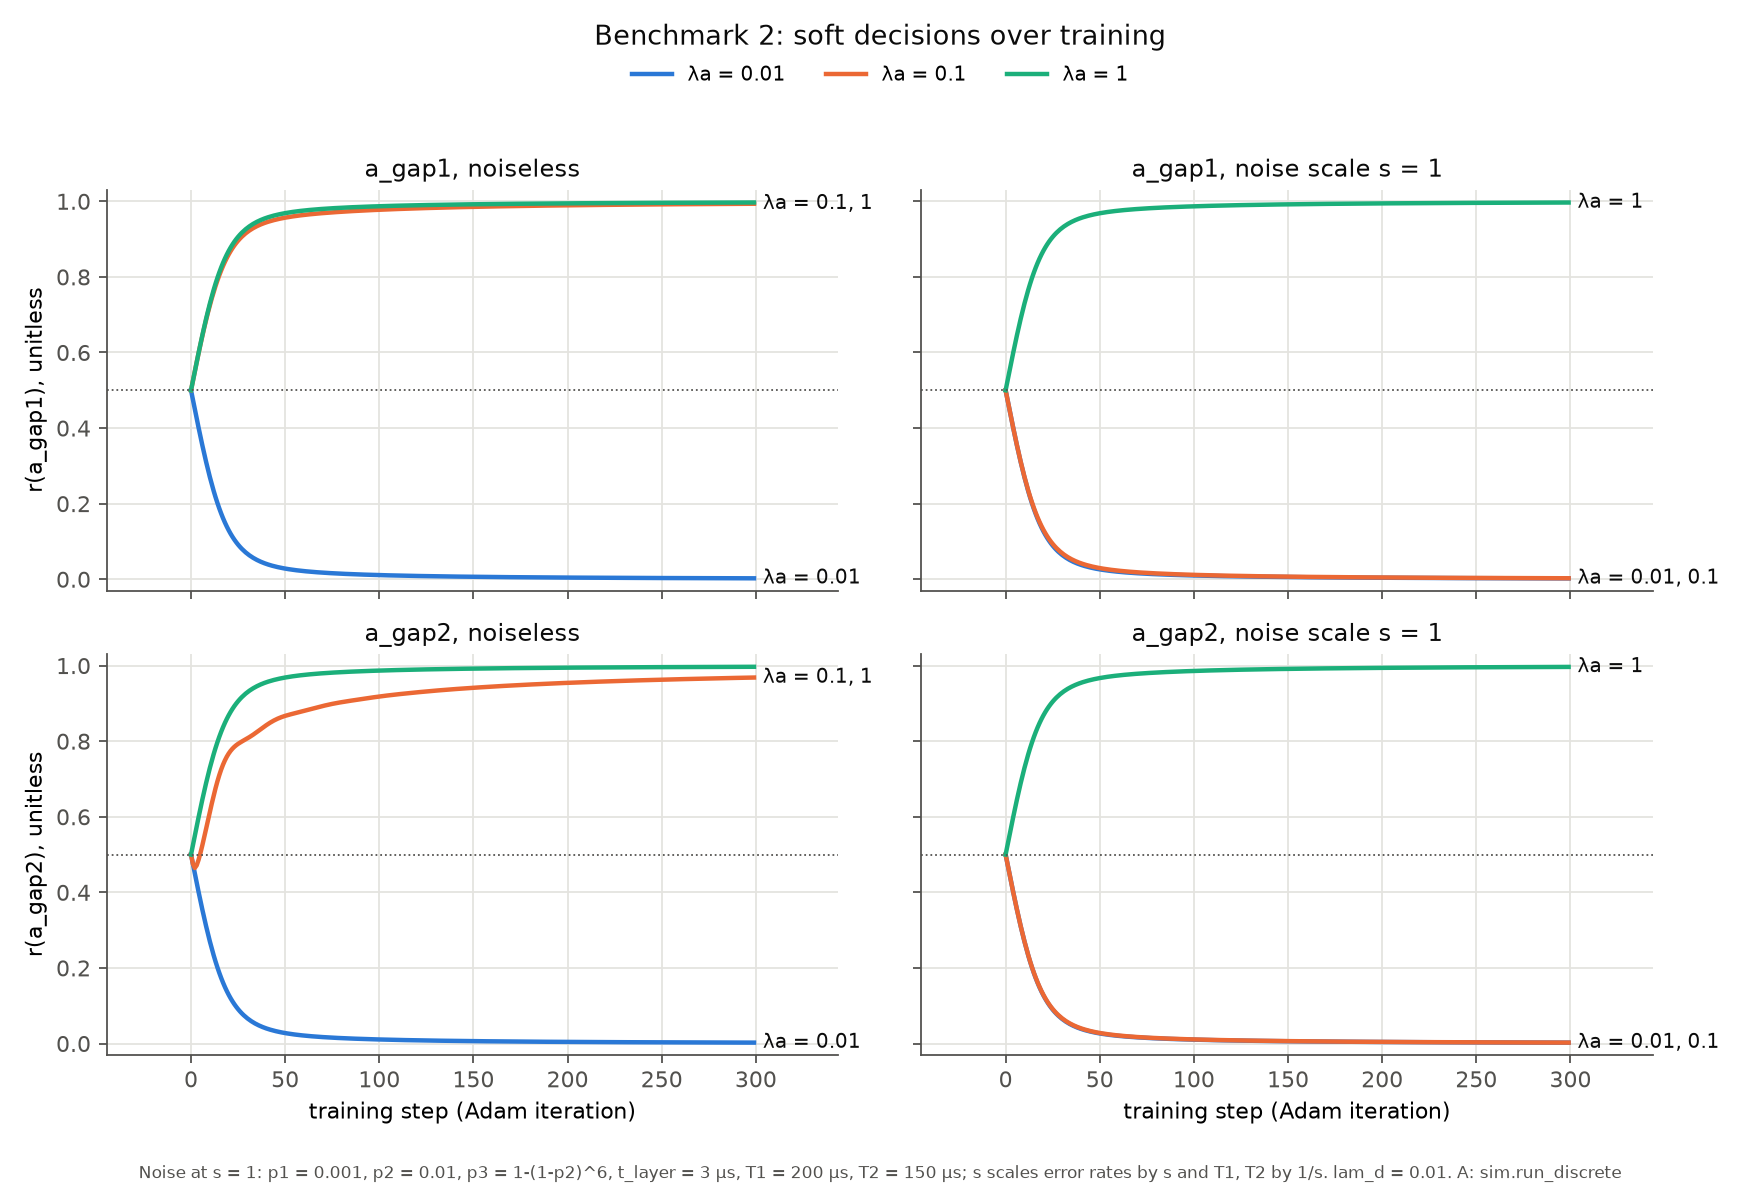 Benchmark 2: soft decisions over training
λa = 0.01 λa = 0.1 λa = 1
a_gap1, noiseless
r(a_gap1), unitless
1.0
0.8
0.6
0.4
0.2
0.0
λa = 0.1, 1
λa = 0.01
a_gap1, noise scale s = 1
λa = 1
λa = 0.01, 0.1
a_gap2, noiseless
r(a_gap2), unitless
1.0
0.8
0.6
0.4
0.2
0.0
λa = 0.1, 1
λa = 0.01
0 50 100 150 200 250 300
training step (Adam iteration)
a_gap2, noise scale s = 1
λa = 1
λa = 0.01, 0.1
0 50 100 150 200 250 300
training step (Adam iteration)
Noise at s = 1: p1 = 0.001, p2 = 0.01, p3 = 1-(1-p2)^6, t_layer = 3 µs, T1 = 200 µs, T2 = 150 µs; s scales error rates by s and T1, T2 by 1/s. lam_d = 0.01. A: sim.run_discrete